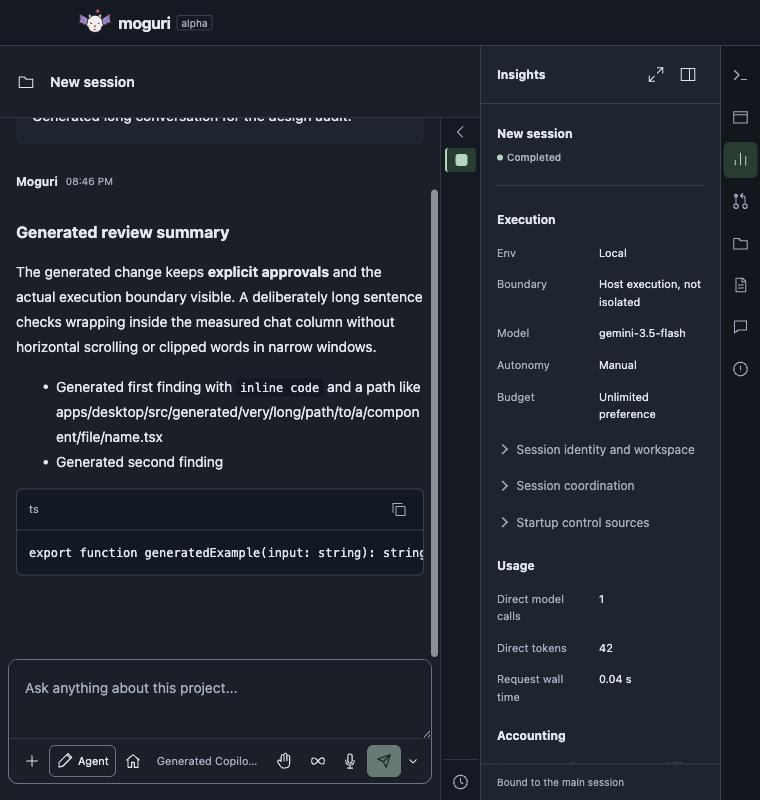 moguri alpha
New session
Generated long conversation for the design audit.
Moguri 08:46 PM
Generated review summary
The generated change keeps explicit approvals and the
actual execution boundary visible. A deliberately long sentence
checks wrapping inside the measured chat column without
horizontal scrolling or clipped words in narrow windows.
• Generated first finding with inline code and a path like
apps/desktop/src/generated/very/long/path/to/a/compon
ent/file/name.tsx
• Generated second finding
ts
export function generatedExample(input: string): string
Ask anything about this project...
Agent
Generated Copilo...
Insights
New session
Completed
Execution
Env Local
Boundary Host execution, not
isolated
Model gemini-3.5-flash
Autonomy Manual
Budget Unlimited
preference
Session identity and workspace
Session coordination
Startup control sources
Usage
Direct model 1
calls
Direct tokens 42
Request wall 0.04 s
time
Accounting
Bound to the main session